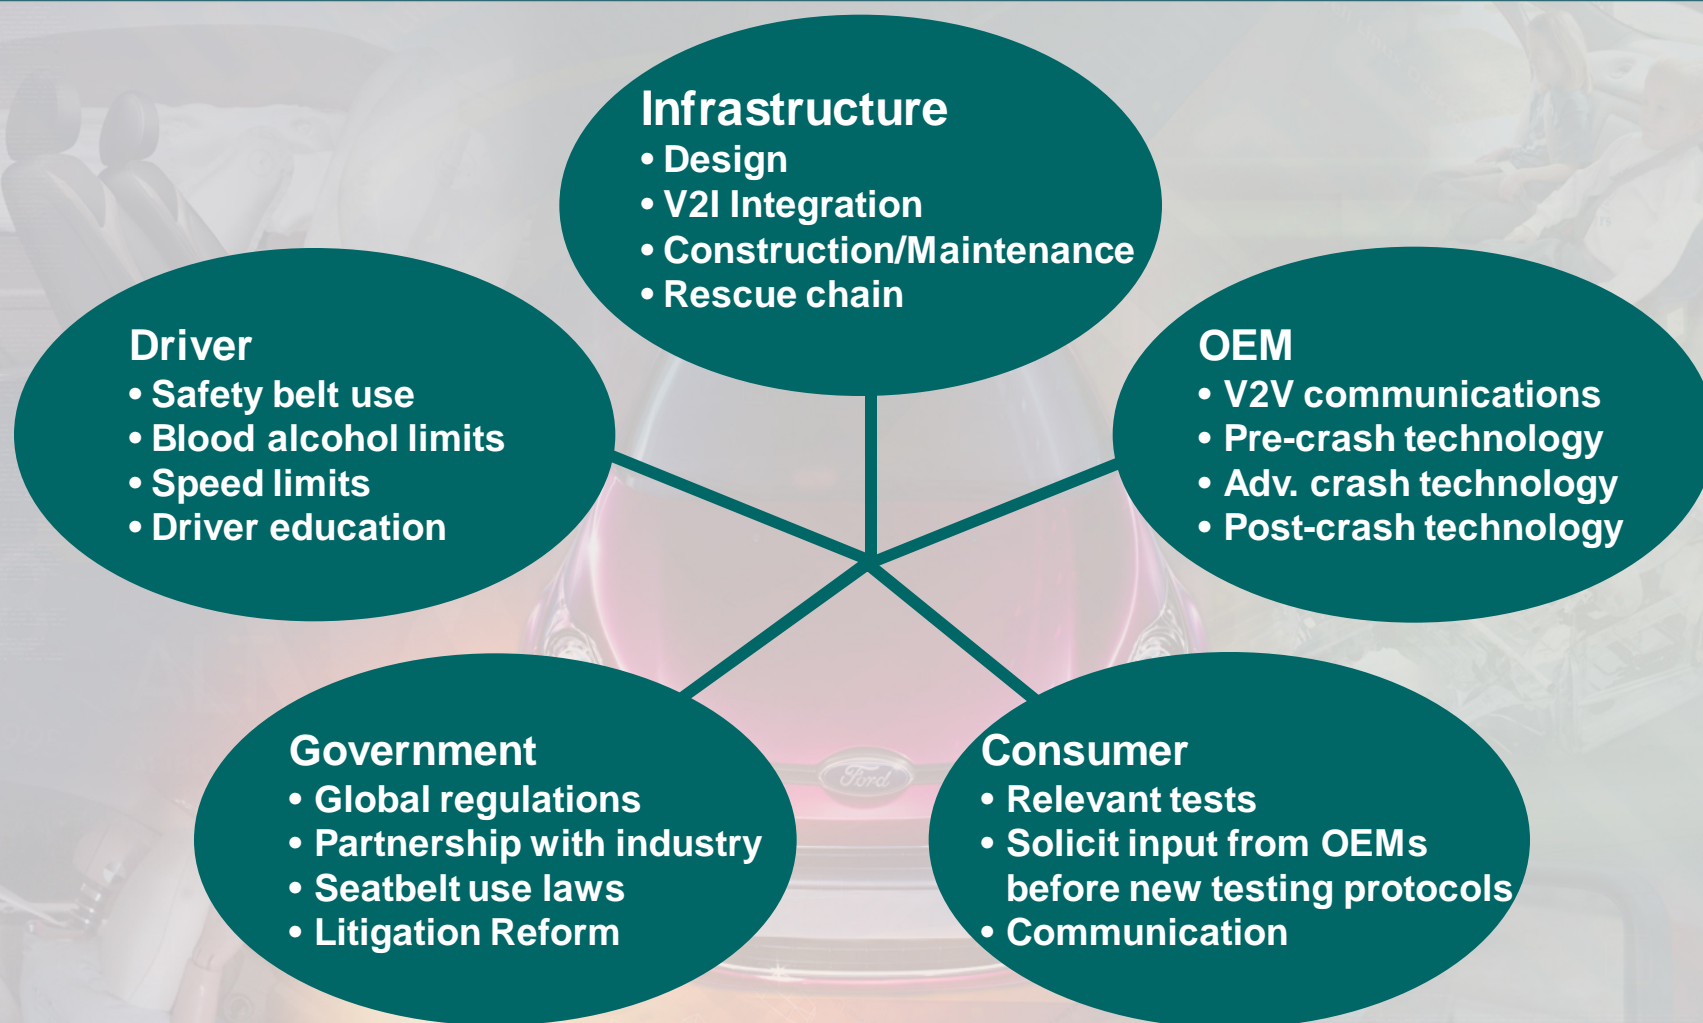 Infrastructure
• Design
• V2I Integration
• Construction/Maintenance
• Rescue chain
Driver
• Safety belt use
• Blood alcohol limits
• Speed limits
• Driver education
OEM
• V2V communications
• Pre-crash technology
• Adv. crash technology
• Post-crash technology
Government
• Global regulations
• Partnership with industry
• Seatbelt use laws
• Litigation Reform
Consumer
• Relevant tests
• Solicit input from OEMs
before new testing protocols
• Communication
Ford